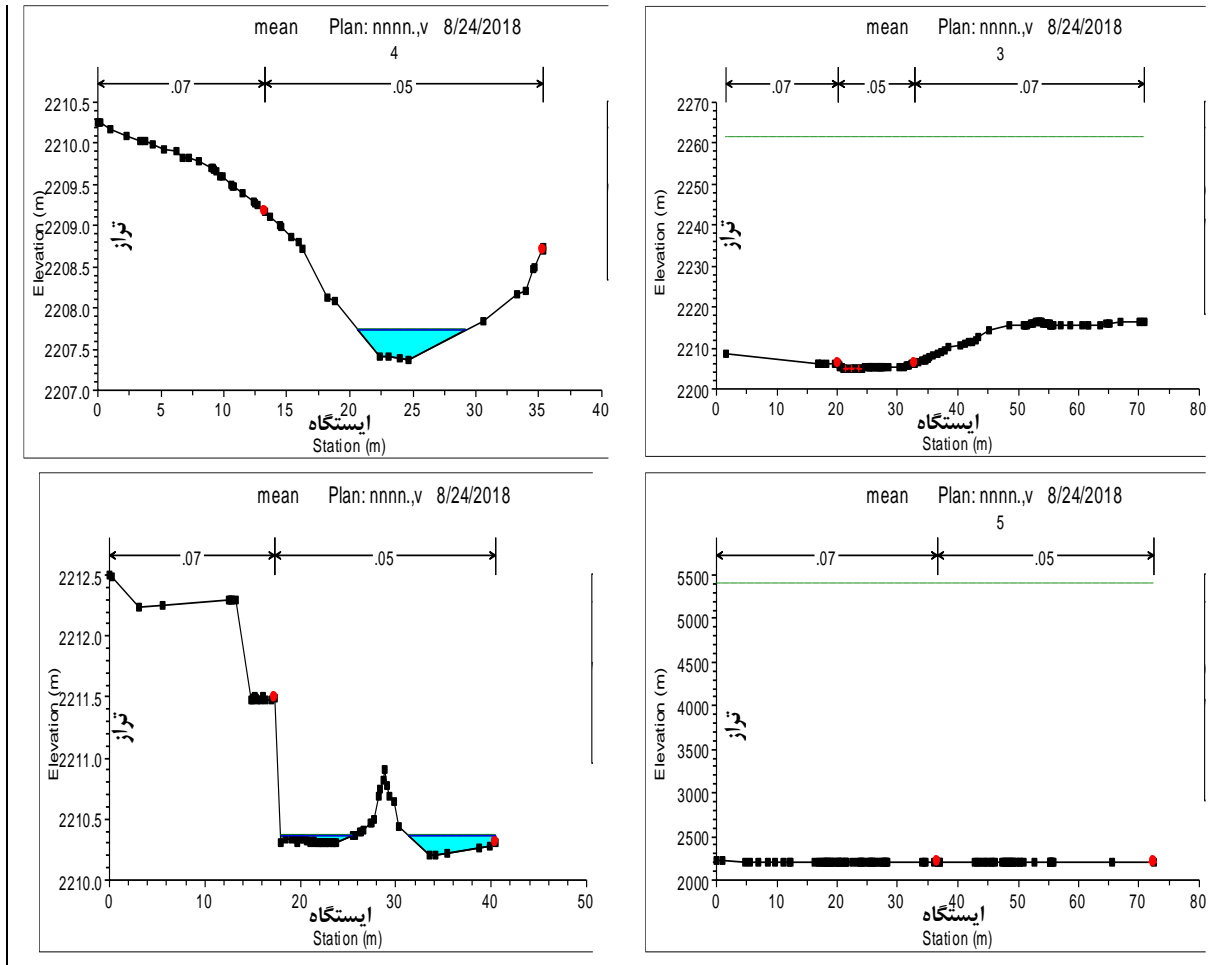 mean Plan: nnnn.,v 8/24/2018
4
.07 .05
2210.5
2210.0
2209.5
2209.0
2208.5
2208.0
2207.5
2207.0
Elevation (m)
تراز
0 5 10 15 20 25 30 35 40
ایستگاه
Station (m)
mean Plan: nnnn.,v 8/24/2018
3
.07 .05 .07
2270
2260
2250
2240
2230
2220
2210
2200
Elevation (m)
تراز
0 10 20 30 40 50 60 70 80
ایستگاه
Station (m)
mean Plan: nnnn.,v 8/24/2018
.07 .05
2212.5
2212.0
2211.5
2211.0
2210.5
2210.0
Elevation (m)
تراز
0 10 20 30 40 50
ایستگاه
Station (m)
mean Plan: nnnn.,v 8/24/2018
5
.07 .05
5500
5000
4500
4000
3500
3000
2500
2000
Elevation (m)
تراز
0 10 20 30 40 50 60 70 80
ایستگاه
Station (m)